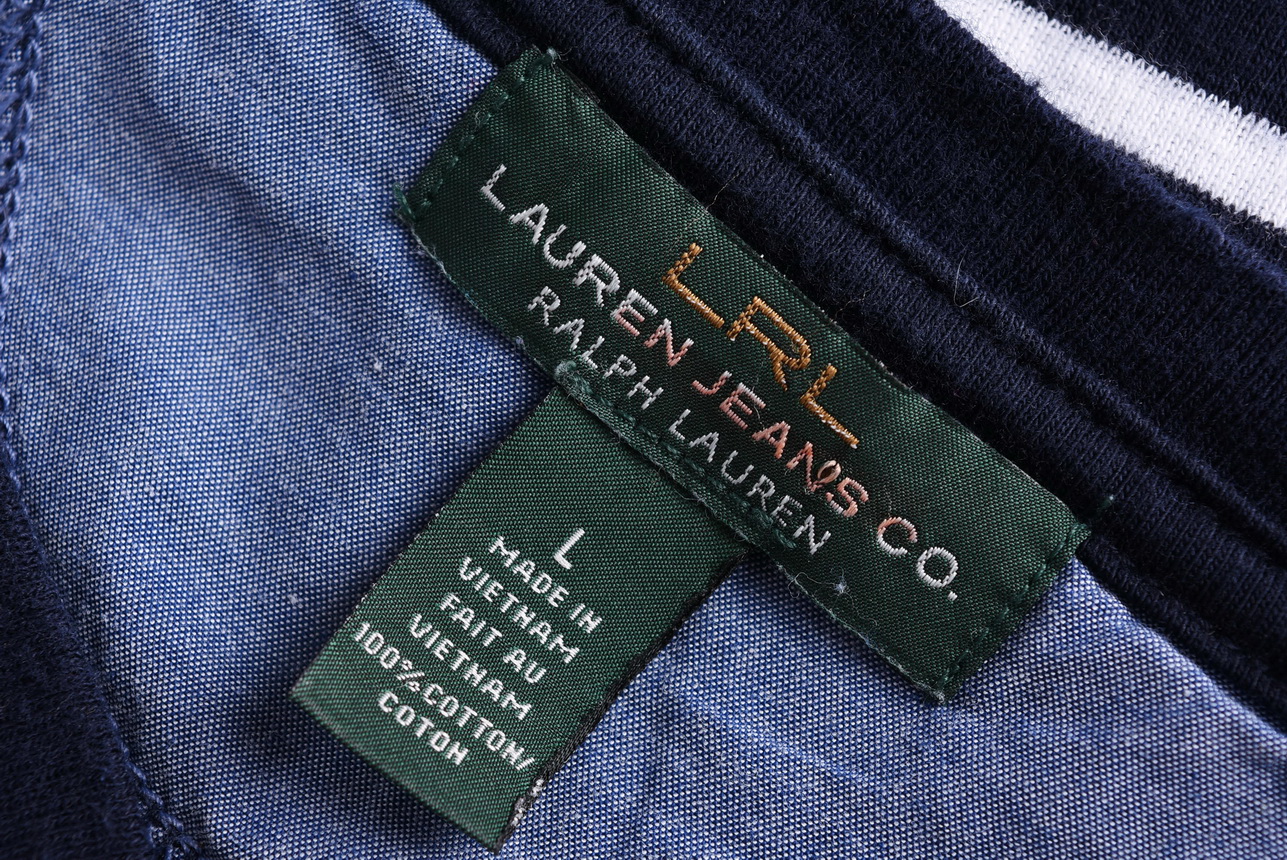 LRL
LAUREN JEANS CO.
RALPH LAUREN
L
MADE IN
VIETNAM
FAIT AU
VIETNAM
100%COTTON/
COTON